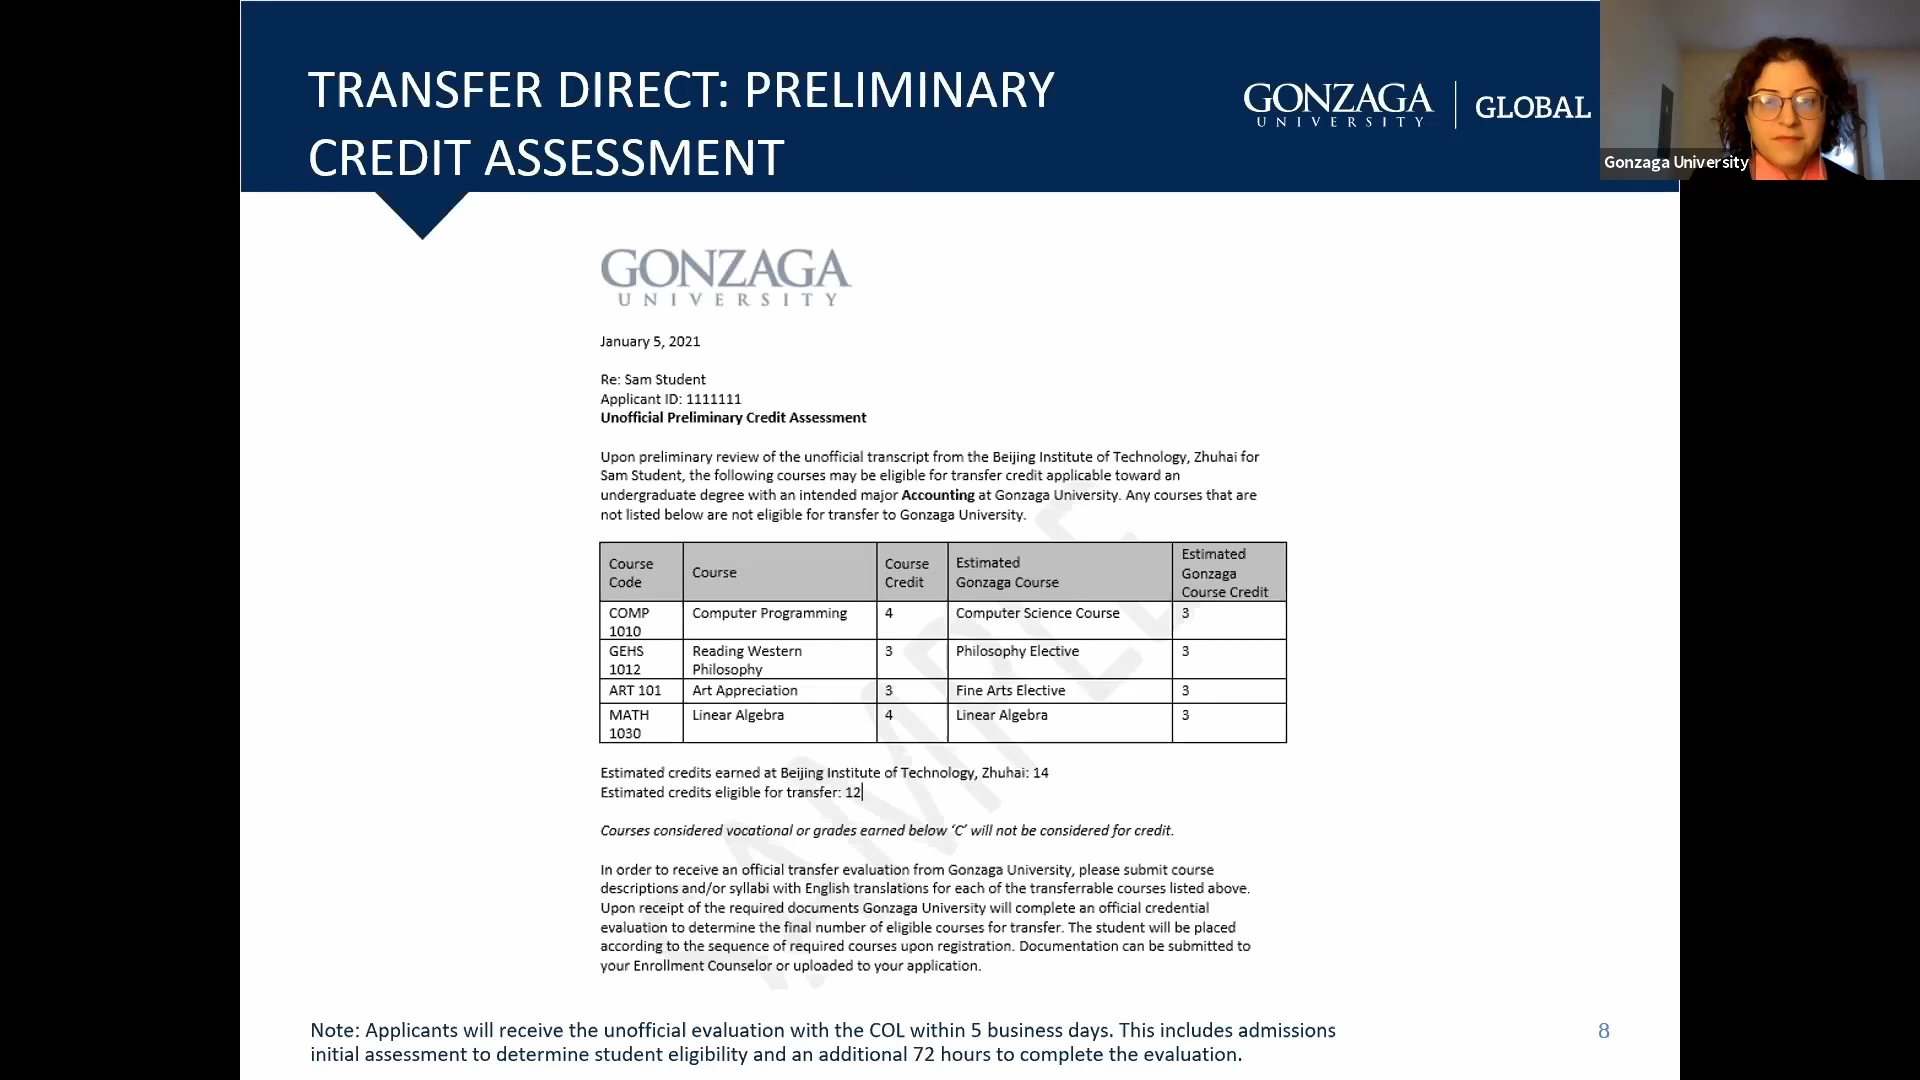 TRANSFER DIRECT: PRELIMINARY
CREDIT ASSESSMENT
GONZAGA
UNIVERSITY
GLOBAL
Gonzaga University
GONZAGA
UNIVERSITY
January 5, 2021
Re: Sam Student
Applicant ID: 1111111
Unofficial Preliminary Credit Assessment
Upon preliminary review of the unofficial transcript from the Beijing Institute of Technology, Zhuhai for
Sam Student, the following courses may be eligible for transfer credit applicable toward an
undergraduate degree with an intended major Accounting at Gonzaga University. Any courses that are
not listed below are not eligible for transfer to Gonzaga University.
Course Code | Course | Course Credit | Estimated Gonzaga Course | Estimated Gonzaga Course Credit
COMP 1010 | Computer Programming | 4 | Computer Science Course | 3
GEHS 1012 | Reading Western Philosophy | 3 | Philosophy Elective | 3
ART 101 | Art Appreciation | 3 | Fine Arts Elective | 3
MATH 1030 | Linear Algebra | 4 | Linear Algebra | 3
Estimated credits earned at Beijing Institute of Technology, Zhuhai: 14
Estimated credits eligible for transfer: 12
Courses considered vocational or grades earned below ‘C’ will not be considered for credit.
In order to receive an official transfer evaluation from Gonzaga University, please submit course
descriptions and/or syllabi with English translations for each of the transferrable courses listed above.
Upon receipt of the required documents Gonzaga University will complete an official credential
evaluation to determine the final number of eligible courses for transfer. The student will be placed
according to the sequence of required courses upon registration. Documentation can be submitted to
your Enrollment Counselor or uploaded to your application.
SAMPLE
Note: Applicants will receive the unofficial evaluation with the COL within 5 business days. This includes admissions
initial assessment to determine student eligibility and an additional 72 hours to complete the evaluation.
8